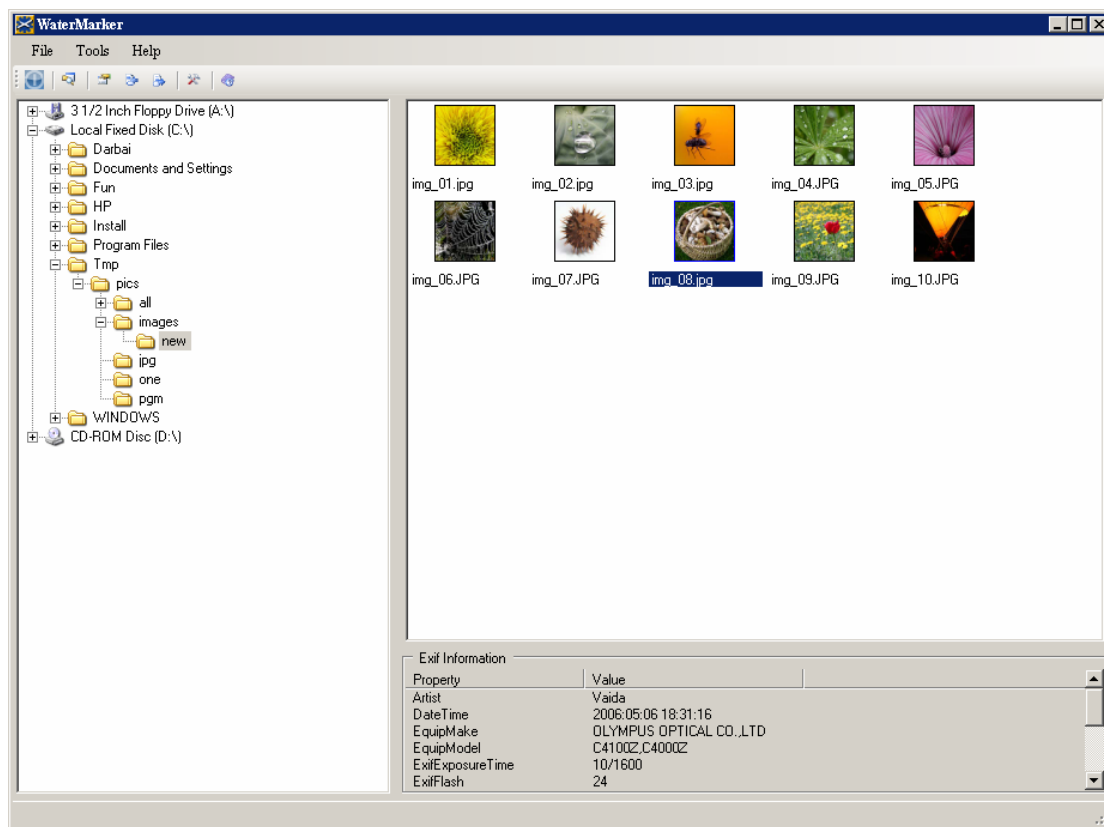 WaterMarker
File Tools Help
3 1/2 Inch Floppy Drive (A:\)
Local Fixed Disk (C:\)
Darbai
Documents and Settings
Fun
HP
Install
Program Files
Tmp
pics
all
images
new
jpg
one
pgm
WINDOWS
CD-ROM Disc (D:\)
img_01.jpg img_02.jpg img_03.jpg img_04.JPG img_05.JPG
img_06.JPG img_07.JPG img_08.jpg img_09.JPG img_10.JPG
Exif Information
Property Value
Artist Vaida
DateTime 2006:05:06 18:31:16
EquipMake OLYMPUS OPTICAL CO.,LTD
EquipModel C4100Z,C4000Z
ExifExposureTime 10/1600
ExifFlash 24